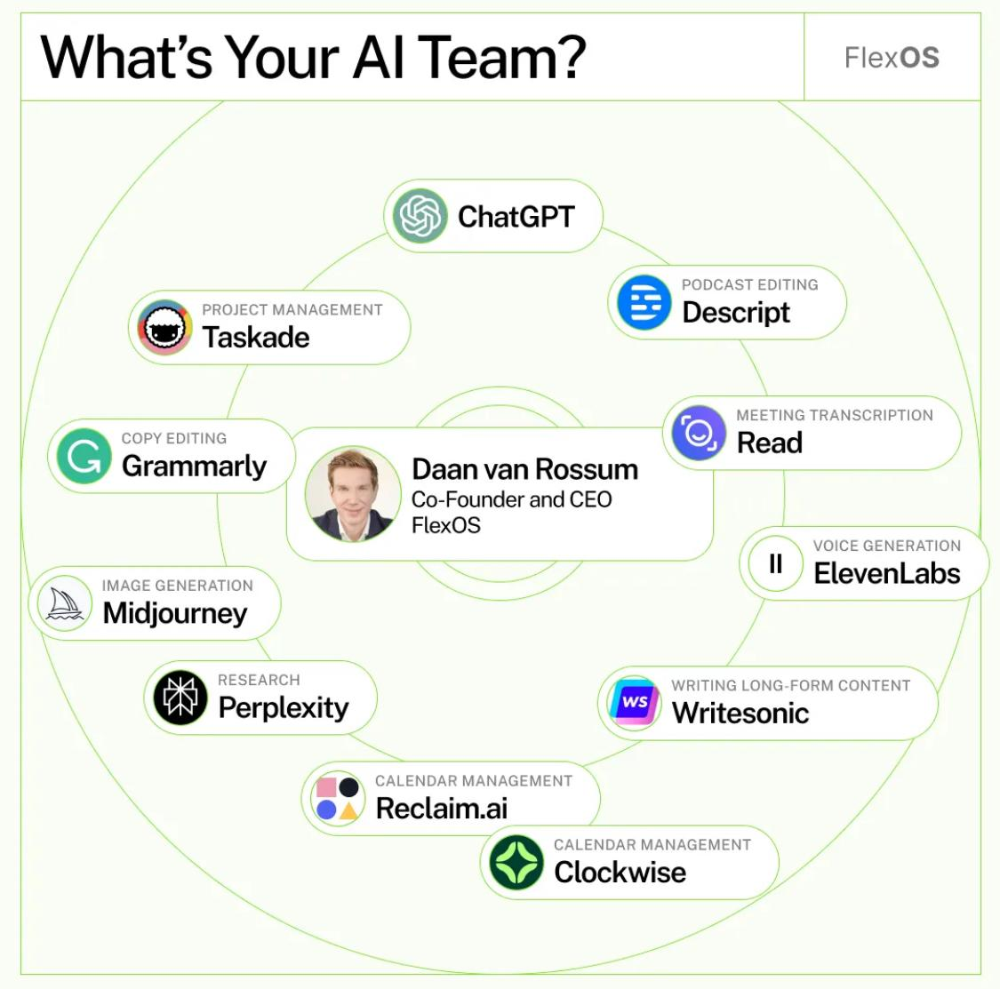 What's Your AI Team?
FlexOS
ChatGPT
PODCAST EDITING
Descript
PROJECT MANAGEMENT
Taskade
MEETING TRANSCRIPTION
Read
COPY EDITING
Grammarly
Daan van Rossum
Co-Founder and CEO
FlexOS
VOICE GENERATION
ElevenLabs
IMAGE GENERATION
Midjourney
RESEARCH
Perplexity
WS
WRITING LONG-FORM CONTENT
Writesonic
CALENDAR MANAGEMENT
Reclaim.ai
CALENDAR MANAGEMENT
Clockwise